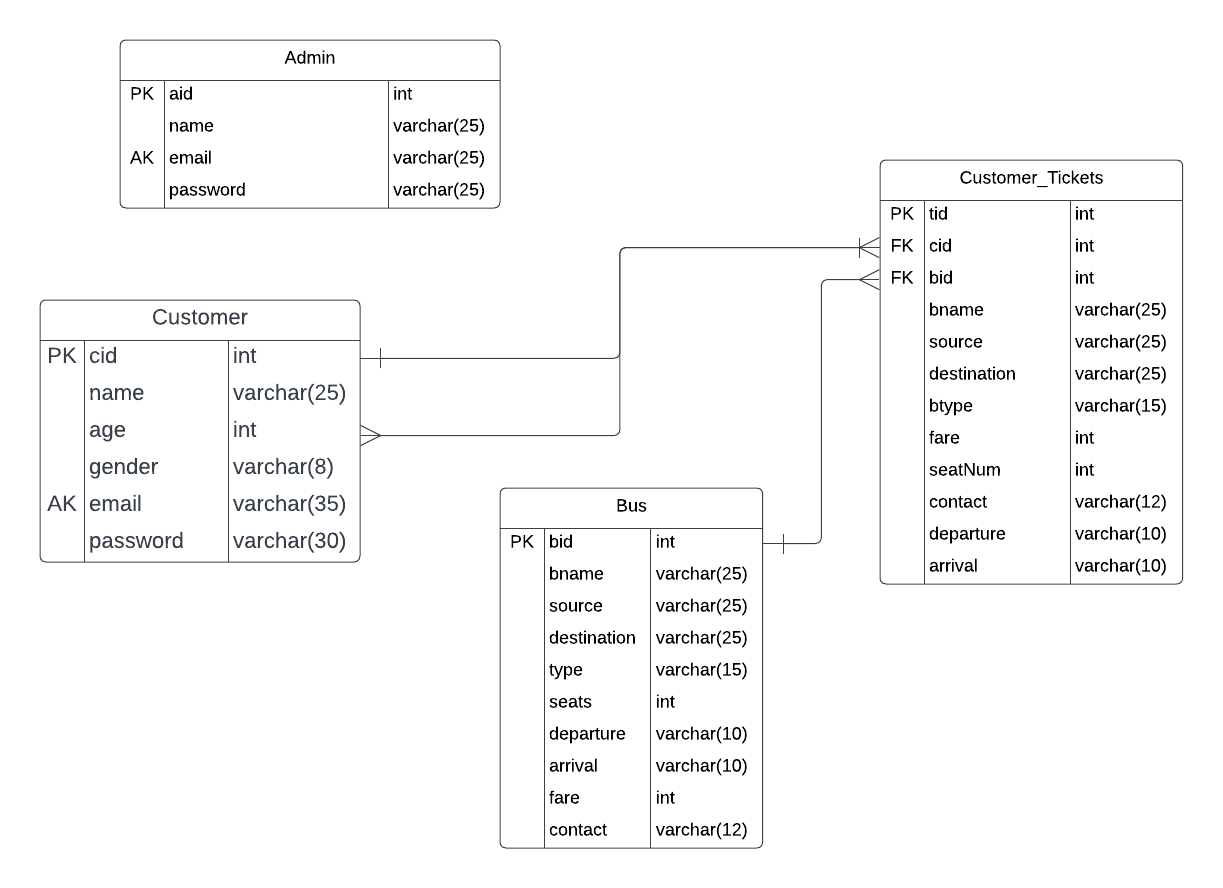 Admin
PK aid int
name varchar(25)
AK email varchar(25)
password varchar(25)
Customer_Tickets
PK tid int
FK cid int
FK bid int
bname varchar(25)
source varchar(25)
destination varchar(25)
btype varchar(15)
fare int
seatNum int
contact varchar(12)
departure varchar(10)
arrival varchar(10)
Customer
PK cid int
name varchar(25)
age int
gender varchar(8)
AK email varchar(35)
password varchar(30)
Bus
PK bid int
bname varchar(25)
source varchar(25)
destination varchar(25)
type varchar(15)
seats int
departure varchar(10)
arrival varchar(10)
fare int
contact varchar(12)